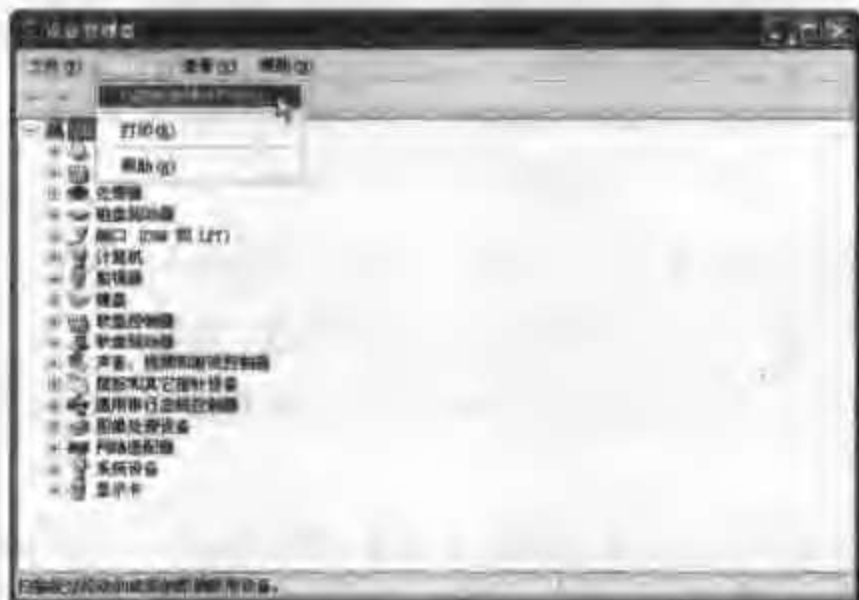 设备管理器
文件(F) 查看(V) 帮助(H)
打印(P)
帮助(H)
处理器
磁盘驱动器
端口 (COM 和 LPT)
计算机
监视器
硬盘
软盘控制器
软盘驱动器
声音、视频和游戏控制器
鼠标和其它指针设备
通用串行总线控制器
图像处理设备
网络适配器
系统设备
显示卡